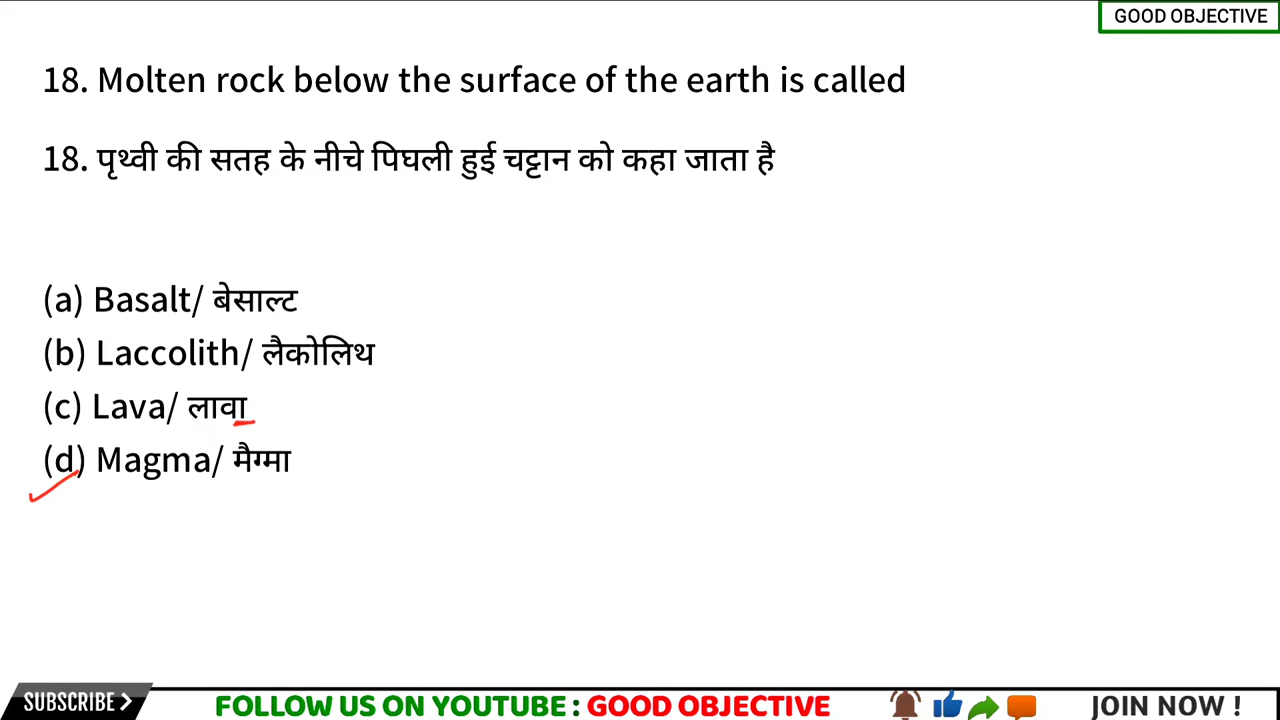 GOOD OBJECTIVE
18. Molten rock below the surface of the earth is called
18. पृथ्वी की सतह के नीचे पिघली हुई चट्टान को कहा जाता है
(a) Basalt/ बेसाल्ट
(b) Laccolith/ लैकोलिथ
(c) Lava/ लावा
(d) Magma/ मैग्मा
SUBSCRIBE > FOLLOW US ON YOUTUBE : GOOD OBJECTIVE JOIN NOW !